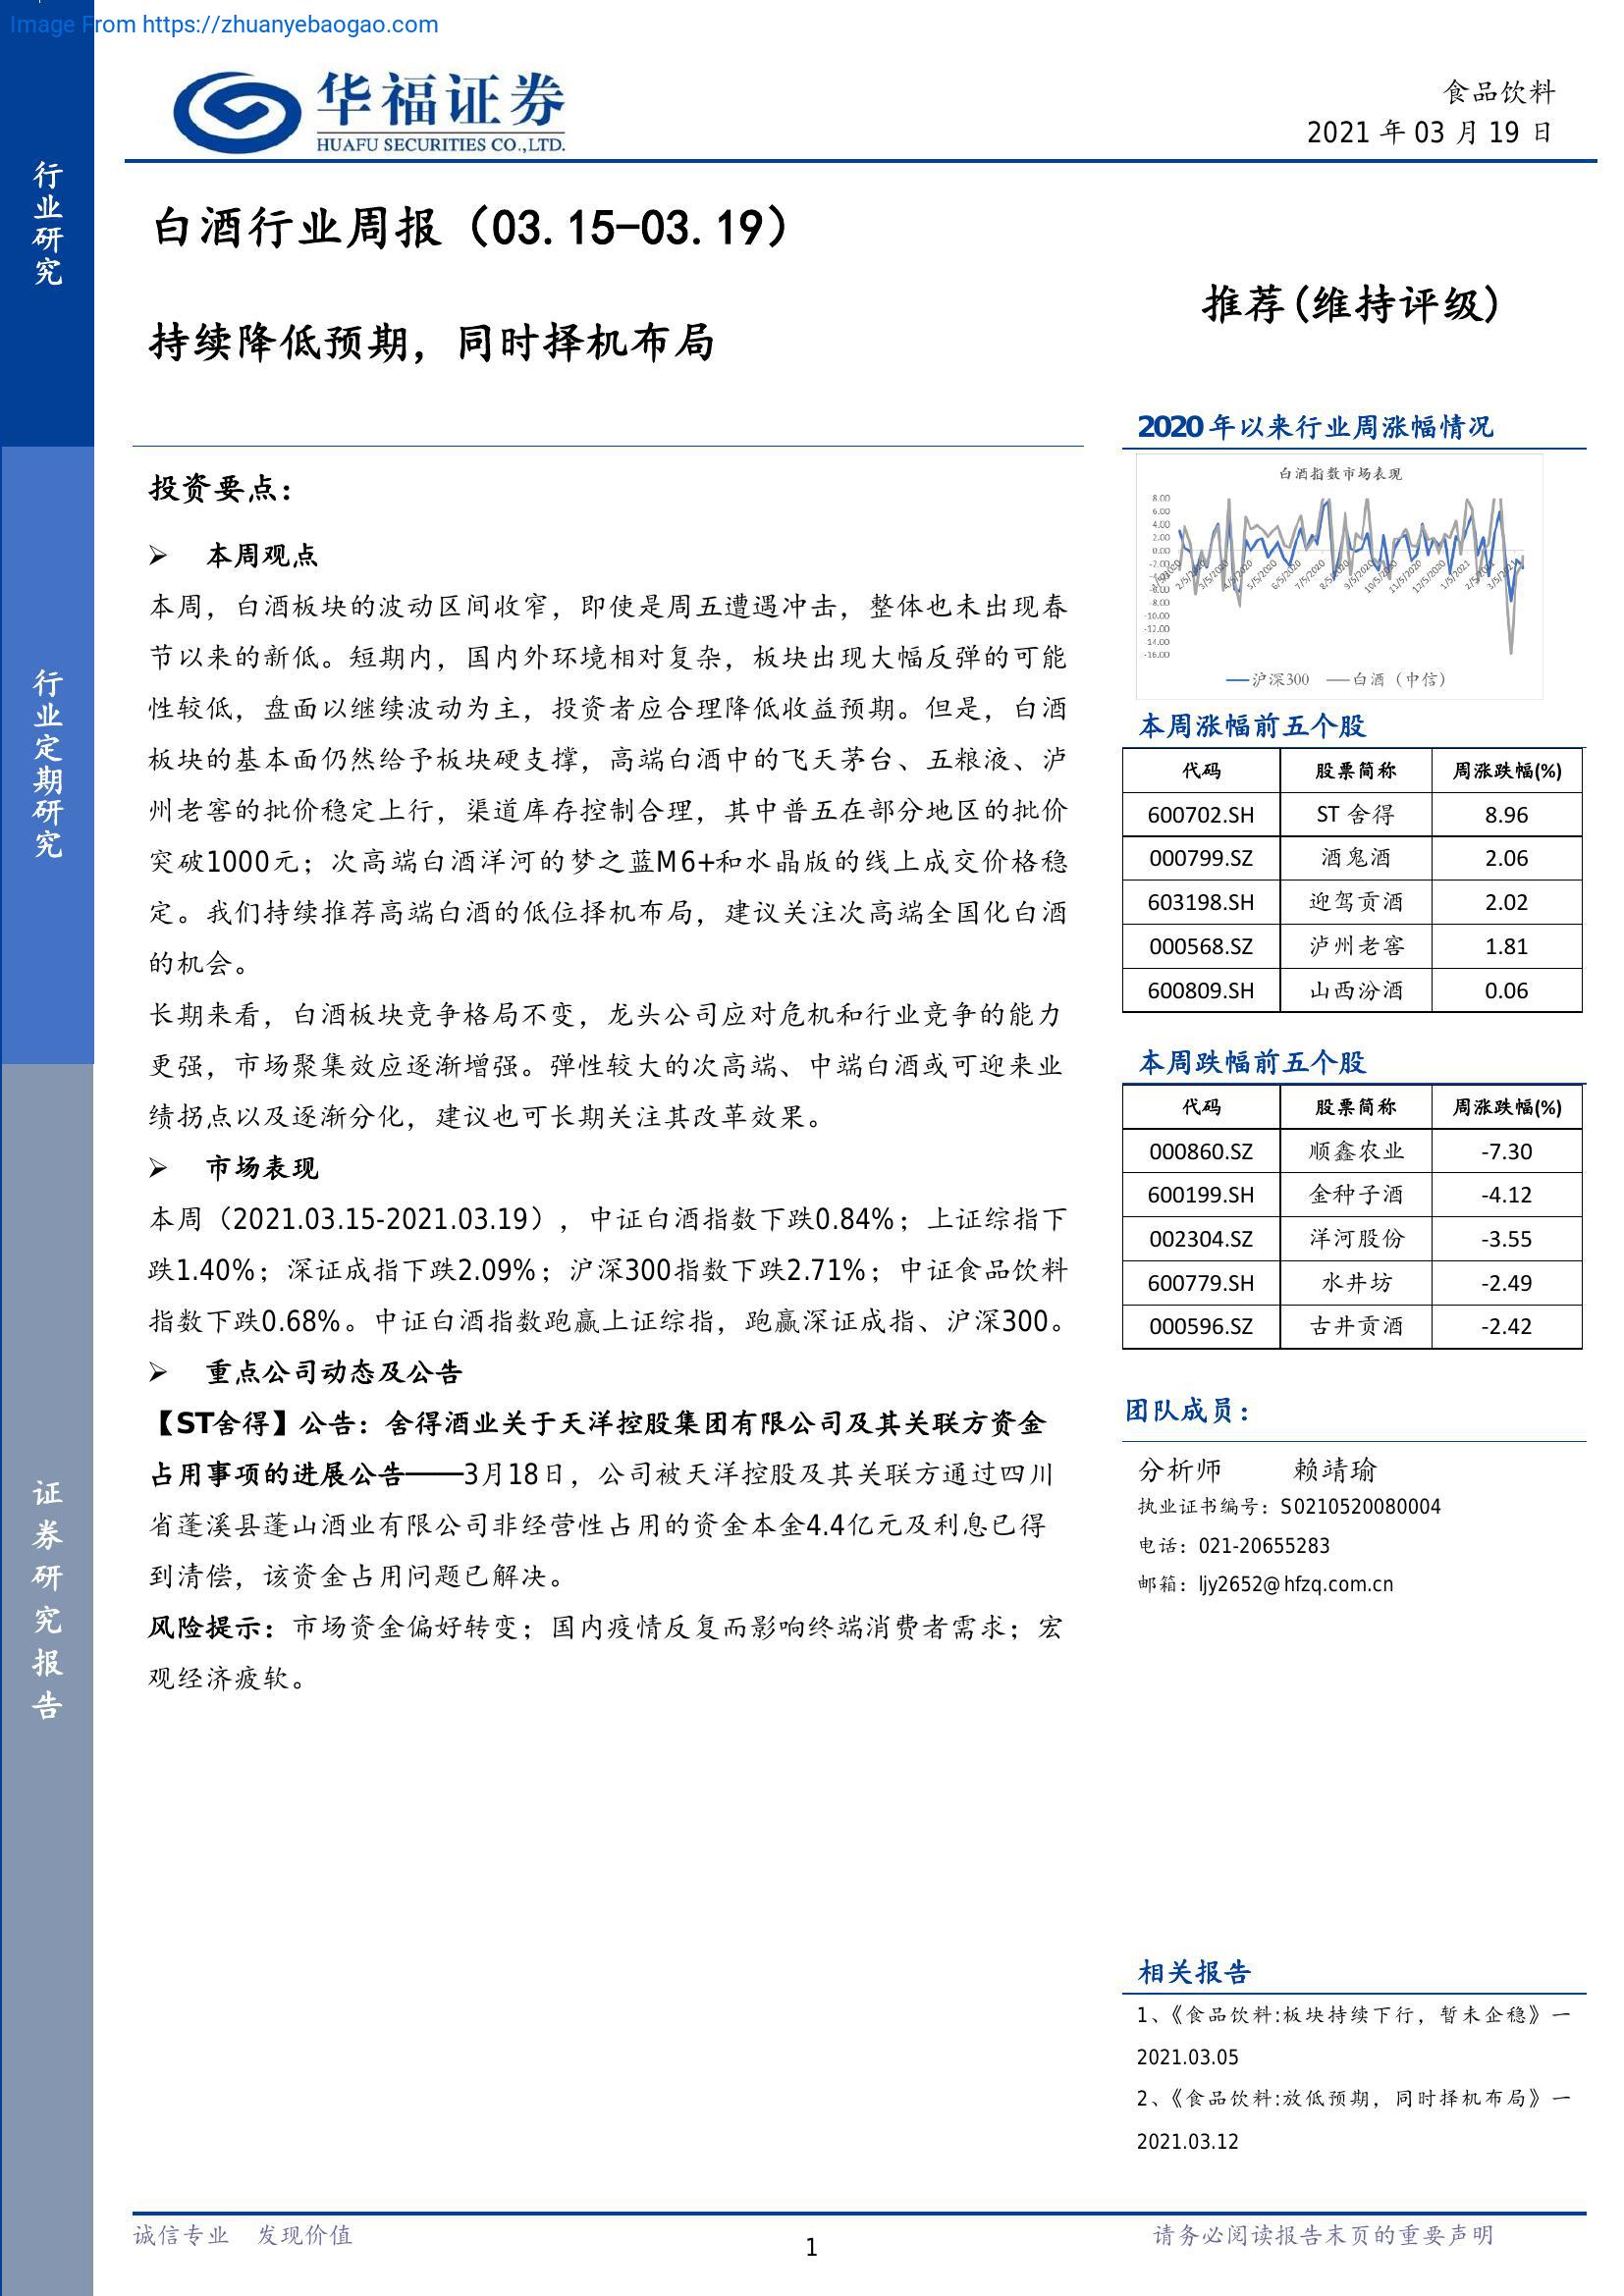 Image From https://zhuanyebaogao.com
华福证券
HUAFU SECURITIES CO.,LTD.
食品饮料
2021 年 03 月 19 日
行业研究
行业定期研究
证券研究报告
白酒行业周报（03.15-03.19）
持续降低预期，同时择机布局
推荐(维持评级)
投资要点：
➢ 本周观点
本周，白酒板块的波动区间收窄，即使是周五遭遇冲击，整体也未出现春
节以来的新低。短期内，国内外环境相对复杂，板块出现大幅反弹的可能
性较低，盘面以继续波动为主，投资者应合理降低收益预期。但是，白酒
板块的基本面仍然给予板块硬支撑，高端白酒中的飞天茅台、五粮液、泸
州老窖的批价稳定上行，渠道库存控制合理，其中普五在部分地区的批价
突破1000元；次高端白酒洋河的梦之蓝M6+和水晶版的线上成交价格稳
定。我们持续推荐高端白酒的低位择机布局，建议关注次高端全国化白酒
的机会。
长期来看，白酒板块竞争格局不变，龙头公司应对危机和行业竞争的能力
更强，市场聚集效应逐渐增强。弹性较大的次高端、中端白酒或可迎来业
绩拐点以及逐渐分化，建议也可长期关注其改革效果。
➢ 市场表现
本周（2021.03.15-2021.03.19），中证白酒指数下跌0.84%；上证综指下
跌1.40%；深证成指下跌2.09%；沪深300指数下跌2.71%；中证食品饮料
指数下跌0.68%。中证白酒指数跑赢上证综指，跑赢深证成指、沪深300。
➢ 重点公司动态及公告
【ST舍得】公告：舍得酒业关于天洋控股集团有限公司及其关联方资金
占用事项的进展公告——3月18日，公司被天洋控股及其关联方通过四川
省蓬溪县蓬山酒业有限公司非经营性占用的资金本金4.4亿元及利息已得
到清偿，该资金占用问题已解决。
风险提示：市场资金偏好转变；国内疫情反复而影响终端消费者需求；宏
观经济疲软。
2020 年以来行业周涨幅情况
白酒指数市场表现
8.00
6.00
4.00
2.00
0.00
-2.00
-6.00
-8.00
-10.00
-12.00
-14.00
-16.00
2/5/2020 3/5/2020 4/5/2020 5/5/2020 6/5/2020 7/5/2020 8/5/2020 9/5/2020 10/5/2020 11/5/2020 12/5/2020 1/5/2021 2/5/2021 3/5/2021
沪深300 白酒（中信）
本周涨幅前五个股
代码 股票简称 周涨跌幅(%)
600702.SH ST 舍得 8.96
000799.SZ 酒鬼酒 2.06
603198.SH 迎驾贡酒 2.02
000568.SZ 泸州老窖 1.81
600809.SH 山西汾酒 0.06
本周跌幅前五个股
代码 股票简称 周涨跌幅(%)
000860.SZ 顺鑫农业 -7.30
600199.SH 金种子酒 -4.12
002304.SZ 洋河股份 -3.55
600779.SH 水井坊 -2.49
000596.SZ 古井贡酒 -2.42
团队成员：
分析师 赖靖瑜
执业证书编号：S0210520080004
电话：021-20655283
邮箱：ljy2652@hfzq.com.cn
相关报告
1、《食品饮料:板块持续下行，暂未企稳》一
2021.03.05
2、《食品饮料:放低预期，同时择机布局》一
2021.03.12
诚信专业 发现价值
1
请务必阅读报告末页的重要声明